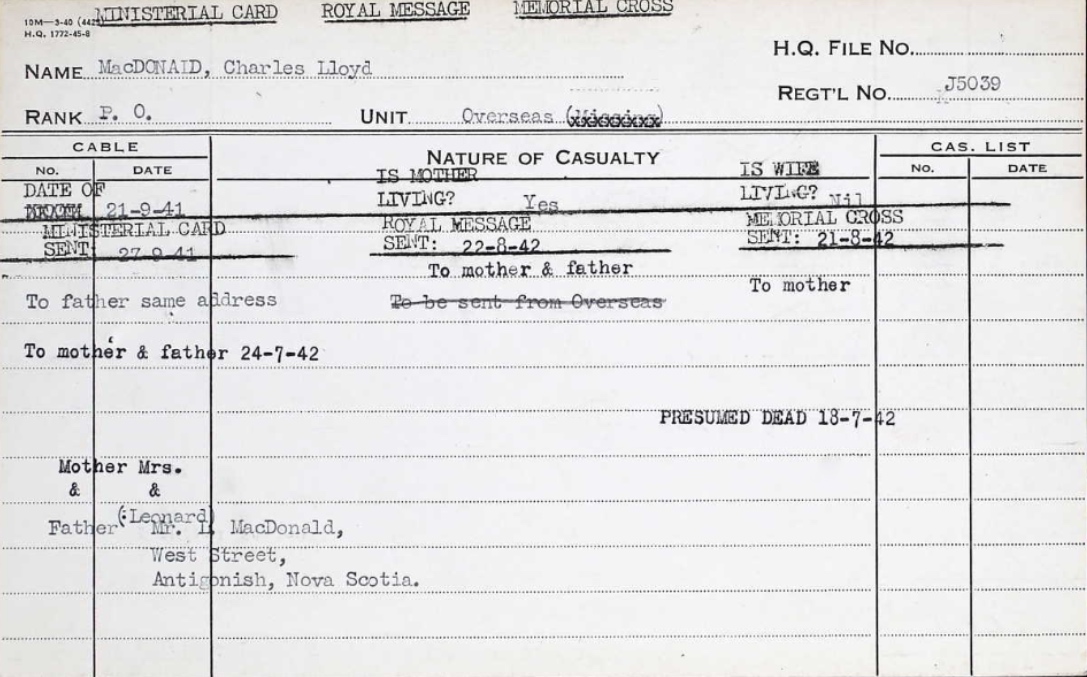 MINISTERIAL CARD ROYAL MESSAGE MEMORIAL CROSS
10M—3-40 (442
H.Q. 1772-45-8
H.Q. FILE NO.
NAME MacDONAlD, Charles Lloyd
REGT'L NO. J5039
RANK P. O. UNIT Overseas
CABLE NATURE OF CASUALTY CAS. LIST
NO. DATE IS MOTHER IS WIFE NO. DATE
DATE OF LIVING? Yes LIVING? Nil
21-9-41
MINISTERIAL CARD ROYAL MESSAGE MEMORIAL CROSS
SENT: 27-9-41 SENT: 22-8-42 SENT: 21-8-42
To mother & father To mother
To father same address To be sent from Overseas
To mother & father 24-7-42
PRESUMED DEAD 18-7-42
Mother Mrs.
& &
(Leonard)
Father Mr. L. MacDonald,
West Street,
Antigonish, Nova Scotia.